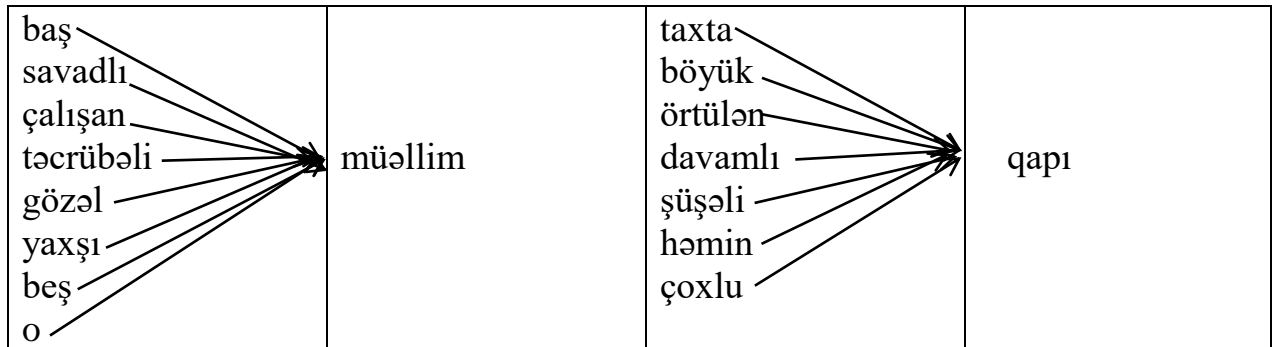 baş
savadlı
çalışan
təcrübəli
gözəl
yaxşı
beş
o
müəllim
taxta
böyük
örtülən
davamlı
şüşəli
həmin
çoxlu
qapı